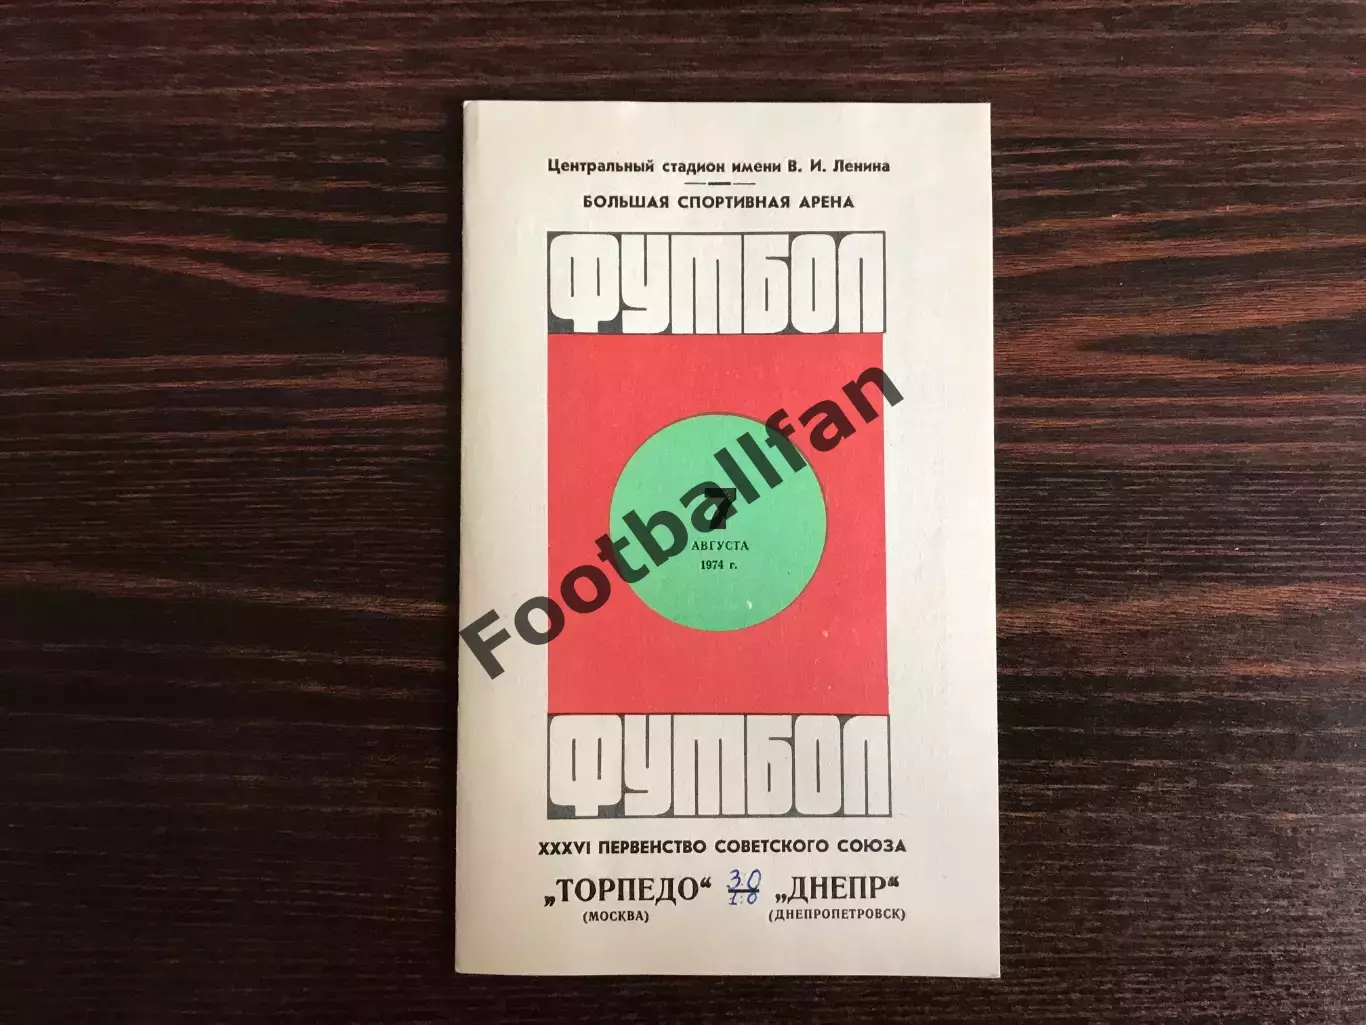 Центральный стадион имени В. И. Ленина
БОЛЬШАЯ СПОРТИВНАЯ АРЕНА
ФУТБОЛ
7
АВГУСТА
1974 г.
Footballfan
ФУТБОЛ
XXXVI ПЕРВЕНСТВО СОВЕТСКОГО СОЮЗА
„ТОРПЕДО“ 3:0 „ДНЕПР“
1:0
(МОСКВА) (ДНЕПРОПЕТРОВСК)